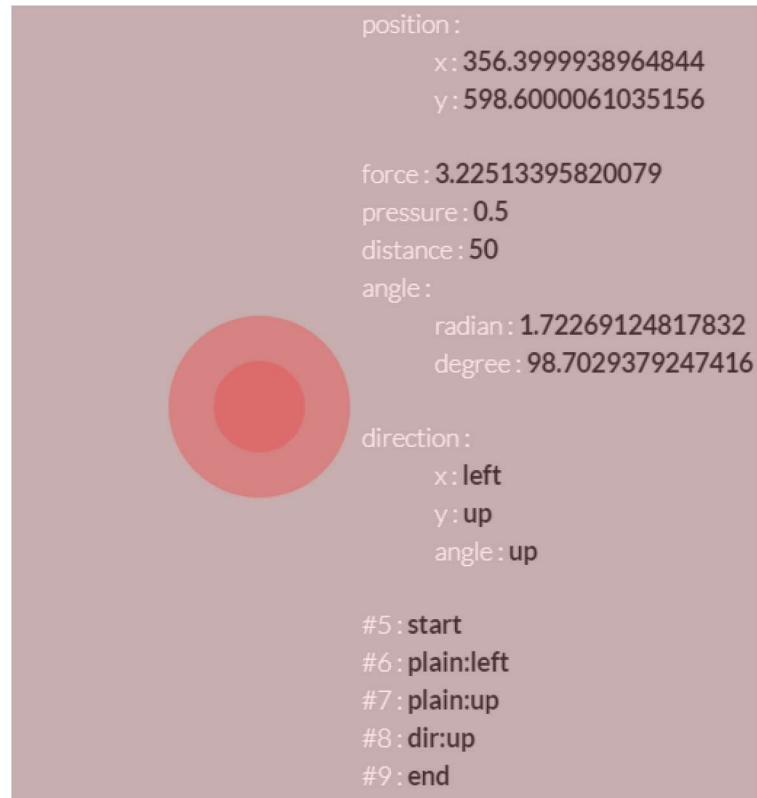 position :
x : 356.3999938964844
y : 598.6000061035156
force : 3.22513395820079
pressure : 0.5
distance : 50
angle :
radian : 1.72269124817832
degree : 98.7029379247416
direction :
x : left
y : up
angle : up
#5 : start
#6 : plain:left
#7 : plain:up
#8 : dir:up
#9 : end